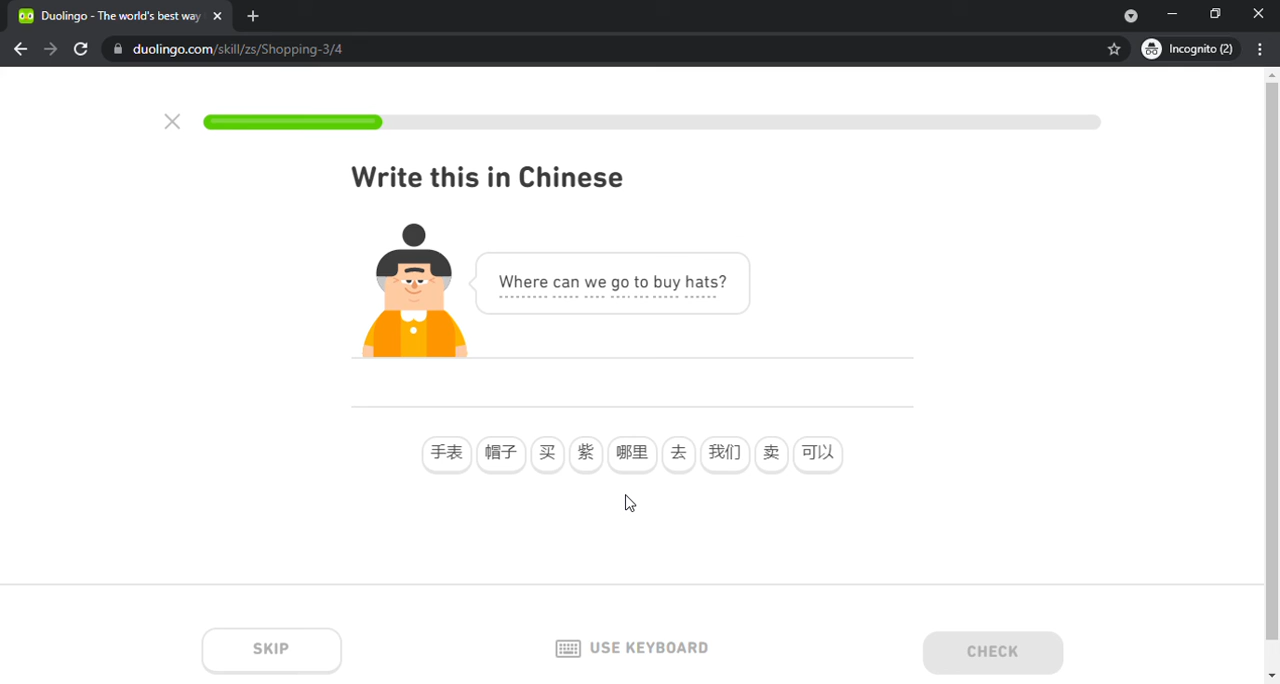 Duolingo - The world's best way
duolingo.com/skill/zs/Shopping-3/4
Incognito (2)
Write this in Chinese
Where can we go to buy hats?
手表 帽子 买 紫 哪里 去 我们 卖 可以
SKIP
USE KEYBOARD
CHECK